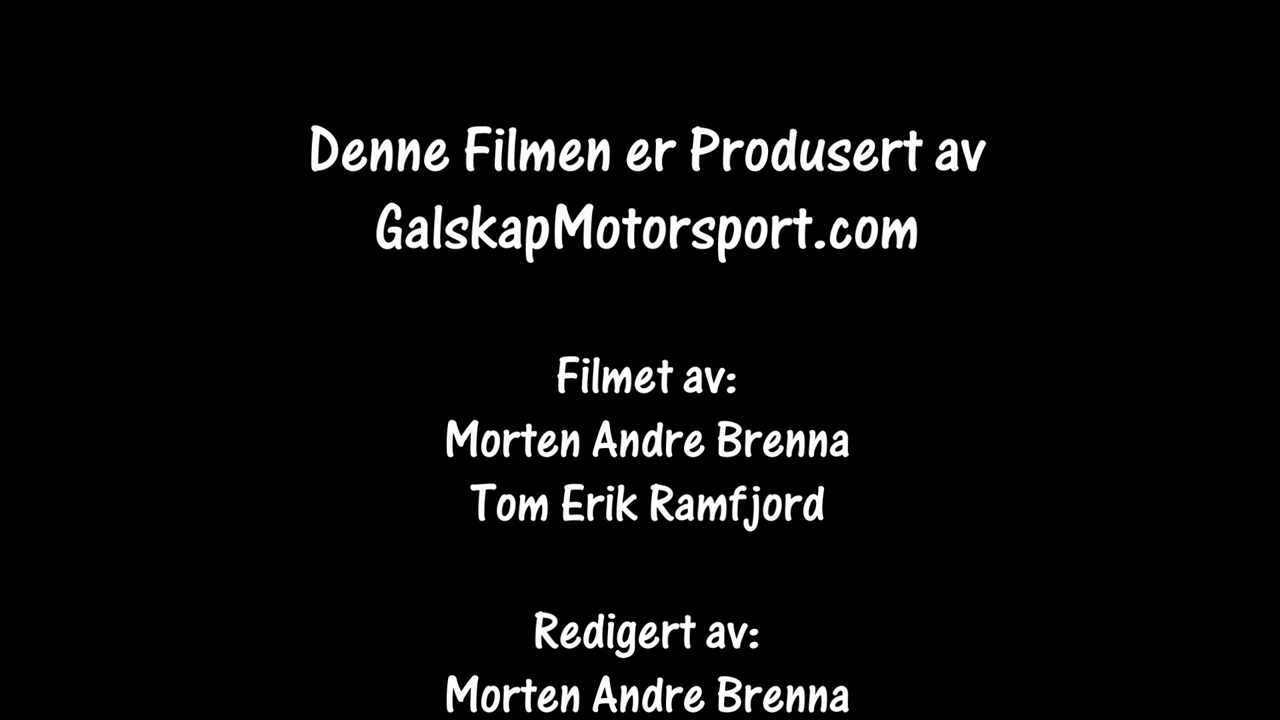 Denne Filmen er Produsert av
GalskapMotorsport.com
Filmet av:
Morten Andre Brenna
Tom Erik Ramfjord
Redigert av:
Morten Andre Brenna